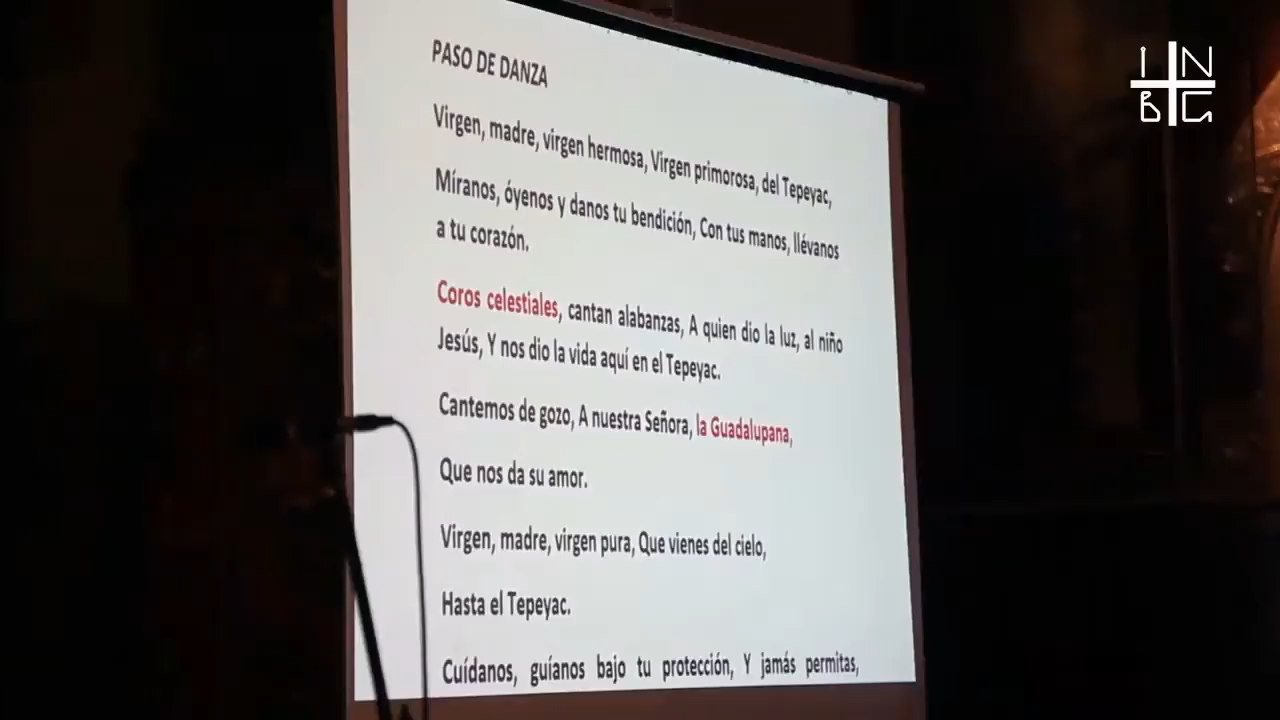 PASO DE DANZA
Virgen, madre, virgen hermosa, Virgen primorosa, del Tepeyac,
Míranos, óyenos y danos tu bendición, Con tus manos, llévanos
a tu corazón.
Coros celestiales, cantan alabanzas, A quien dio la luz, al niño
Jesús, Y nos dio la vida aquí en el Tepeyac.
Cantemos de gozo, A nuestra Señora, la Guadalupana,
Que nos da su amor.
Virgen, madre, virgen pura, Que vienes del cielo,
Hasta el Tepeyac.
Cuídanos, guíanos bajo tu protección, Y jamás permitas,
I N
B G